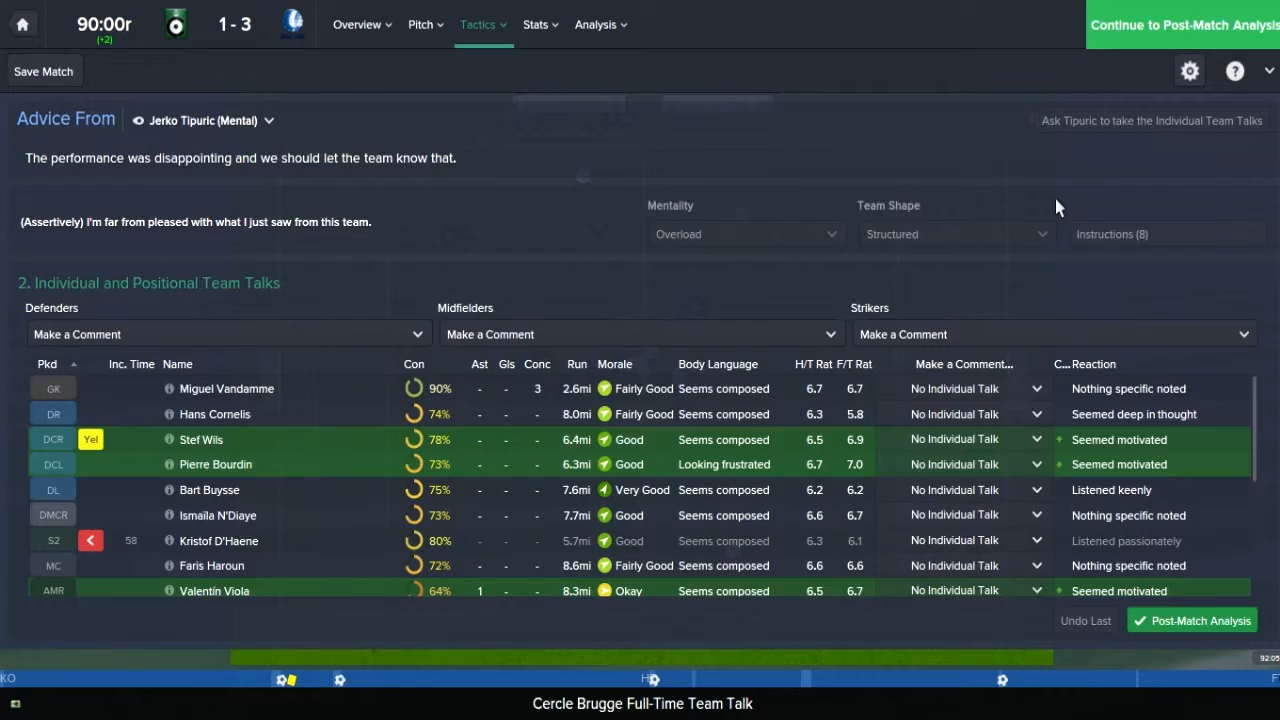 90:00r 1 - 3 Overview Pitch Tactics Stats Analysis Continue to Post-Match Analysis
(+2)
Save Match ?
Advice From Jerko Tipuric (Mental) Ask Tipuric to take the Individual Team Talks
The performance was disappointing and we should let the team know that.
Mentality Team Shape
(Assertively) I'm far from pleased with what I just saw from this team.
Overload Structured Instructions (8)
2. Individual and Positional Team Talks
Defenders Midfielders Strikers
Make a Comment Make a Comment Make a Comment
Pkd Inc. Time Name Con Ast Gls Conc Run Morale Body Language H/T Rat F/T Rat Make a Comment... C... Reaction
GK Miguel Vandamme 90% - - 3 2.6mi Fairly Good Seems composed 6.7 6.7 No Individual Talk Nothing specific noted
DR Hans Cornelis 74% - - - 8.0mi Fairly Good Seems composed 6.3 5.8 No Individual Talk Seemed deep in thought
DCR Yel Stef Wils 78% - - - 6.4mi Good Seems composed 6.5 6.9 No Individual Talk Seemed motivated
DCL Pierre Bourdin 73% - - - 6.3mi Good Looking frustrated 6.7 7.0 No Individual Talk Seemed motivated
DL Bart Buysse 75% - - - 7.6mi Very Good Seems composed 6.2 6.2 No Individual Talk Listened keenly
DMCR Ismaïla N'Diaye 73% - - - 7.7mi Good Seems composed 6.6 6.7 No Individual Talk Nothing specific noted
S2 58 Kristof D'Haene 80% - - - 5.7mi Good Seems composed 6.3 6.1 No Individual Talk Listened passionately
MC Faris Haroun 72% - - - 8.6mi Fairly Good Seems composed 6.6 6.6 No Individual Talk Nothing specific noted
AMR Valentín Viola 64% 1 - - 8.3mi Okay Seems composed 6.5 6.7 No Individual Talk Seemed motivated
Undo Last Post-Match Analysis
92:05
KO
Cercle Brugge Full-Time Team Talk